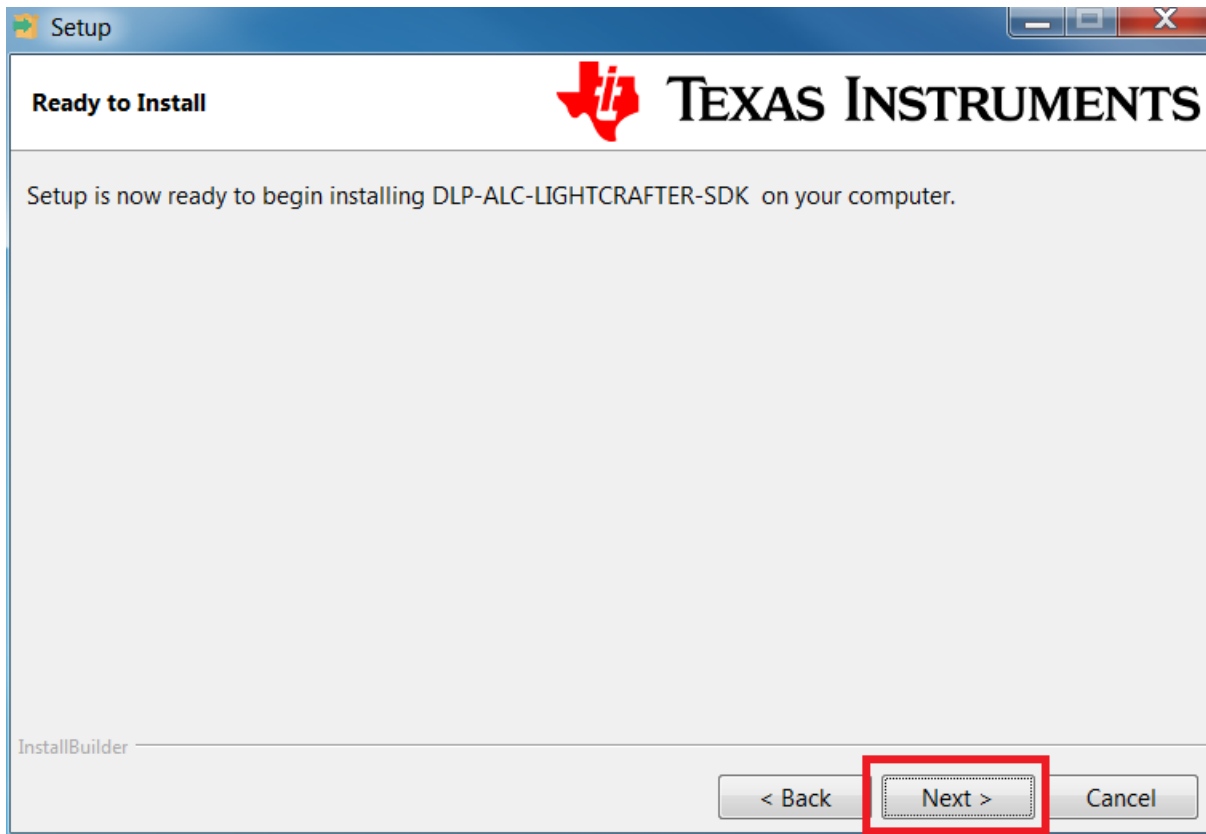 Setup
Ready to Install
TEXAS INSTRUMENTS
Setup is now ready to begin installing DLP-ALC-LIGHTCRAFTER-SDK on your computer.
InstallBuilder
< Back Next > Cancel